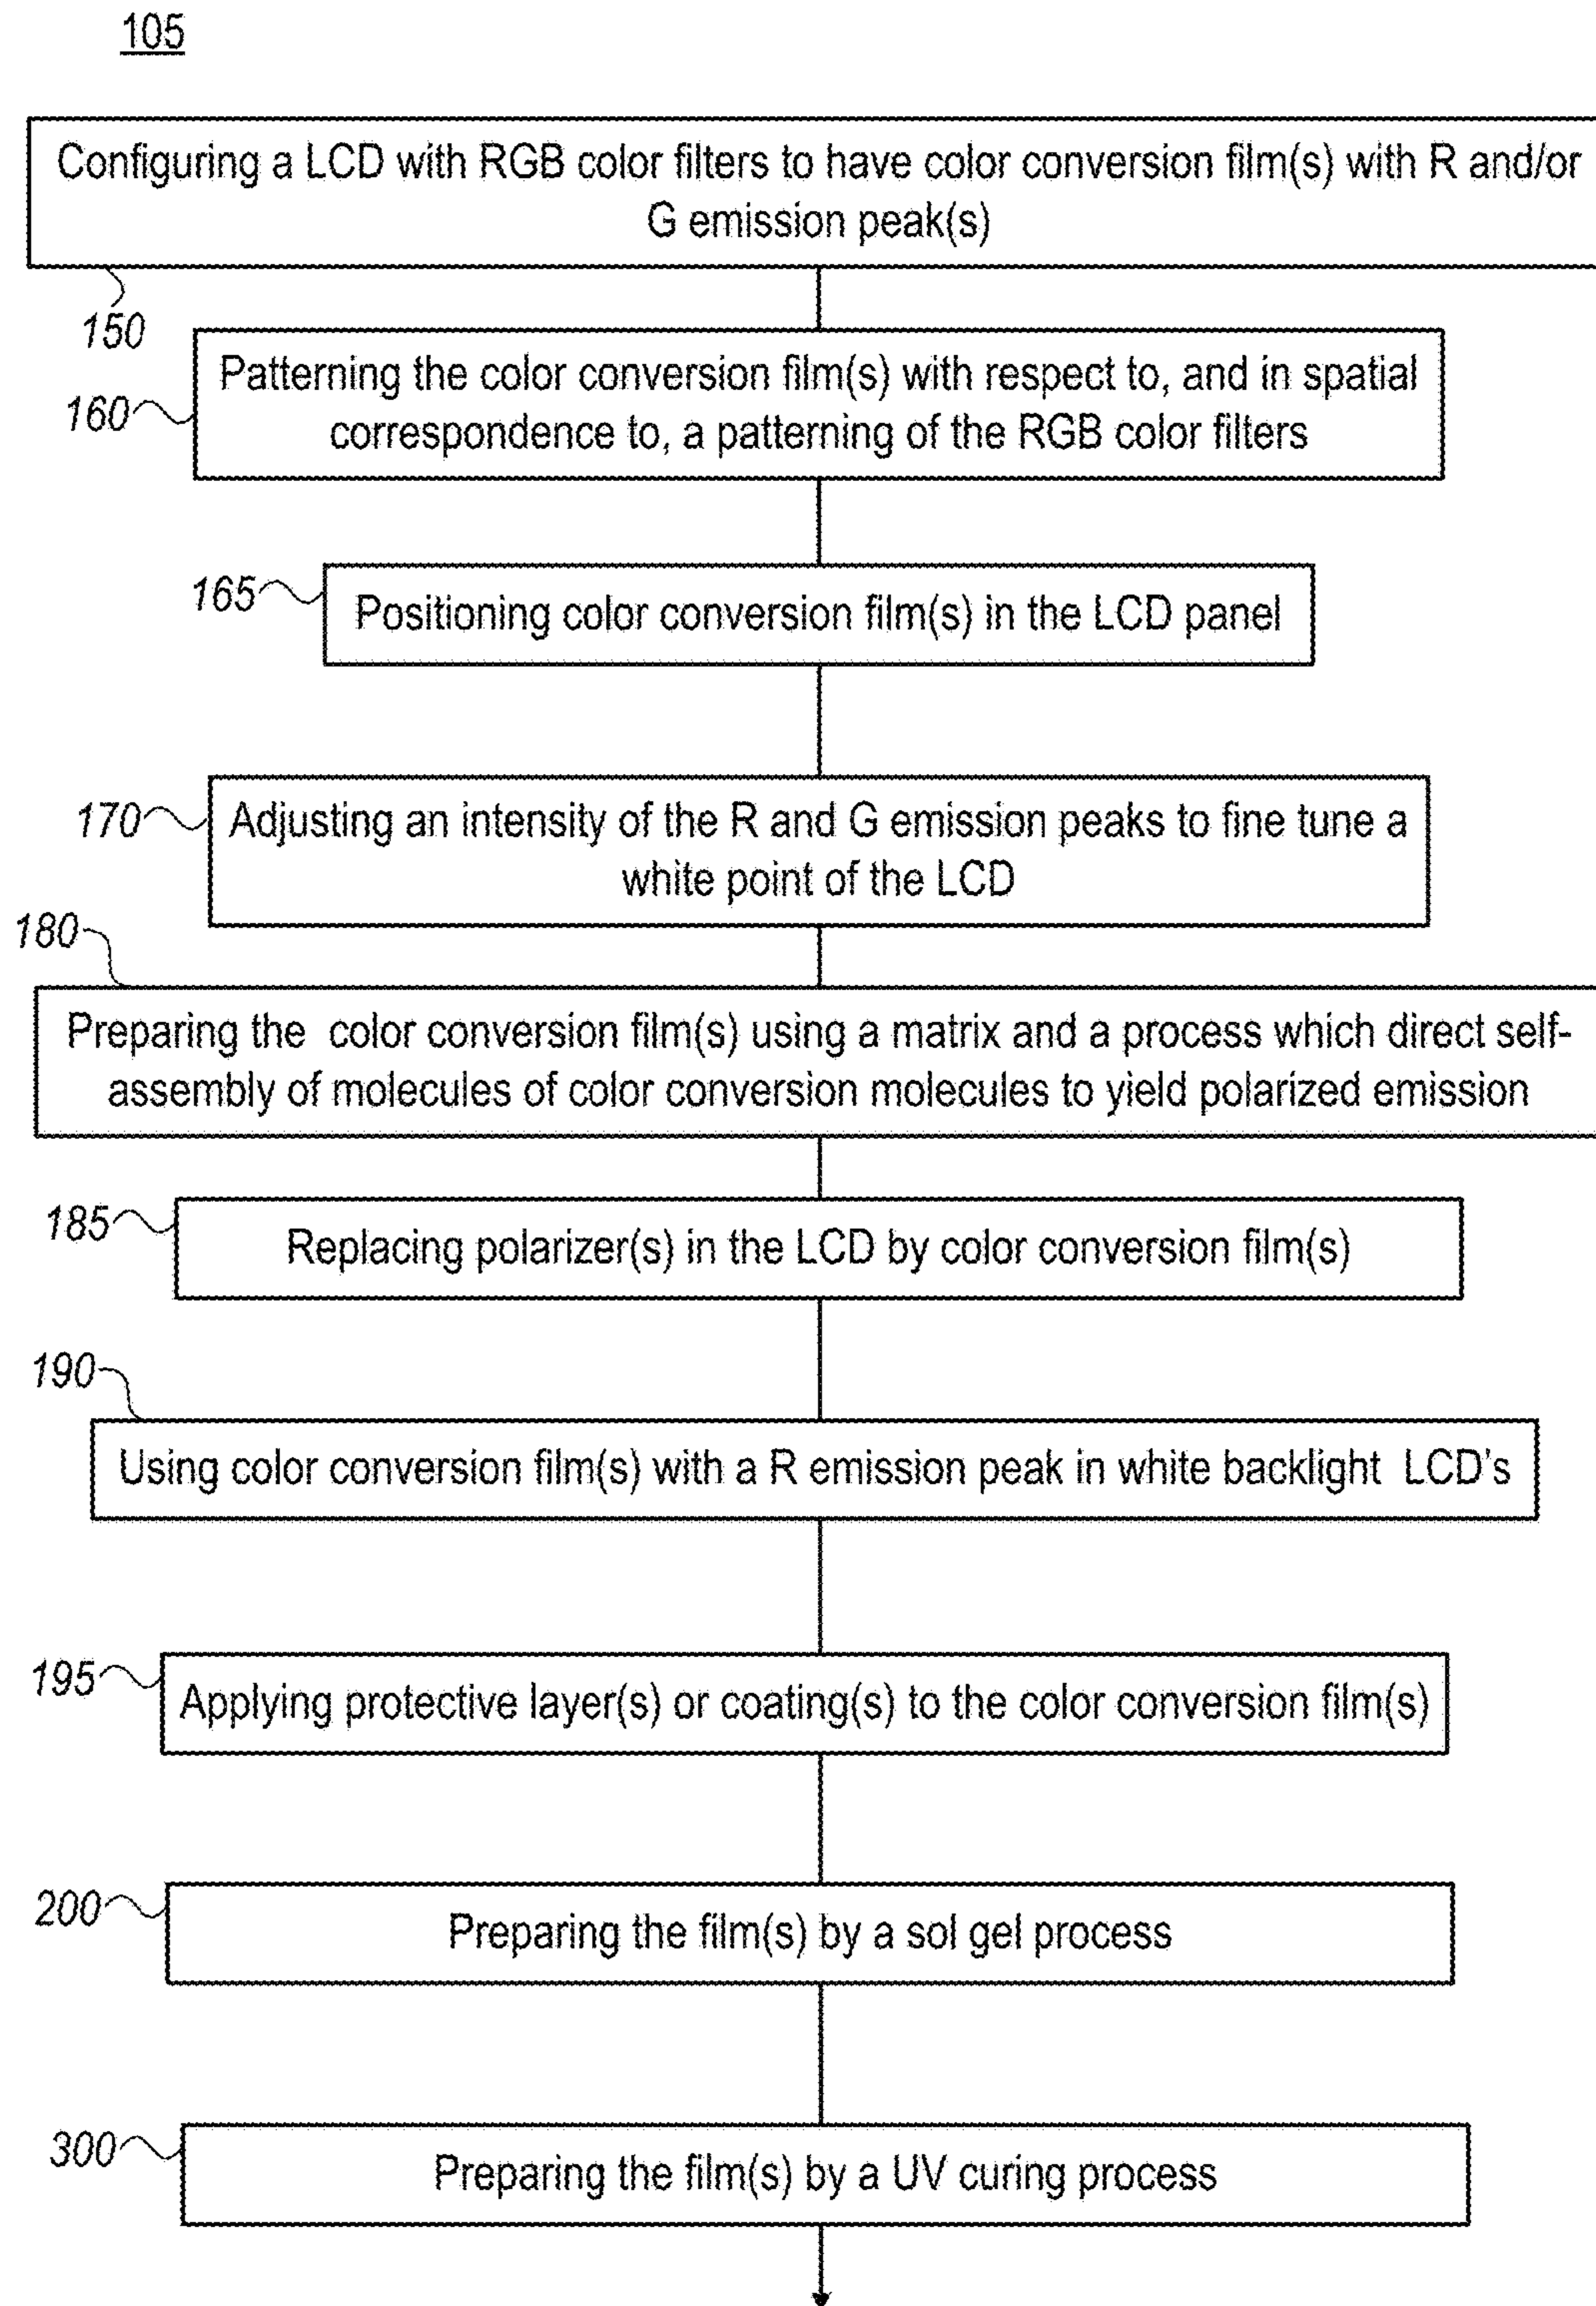 105
Configuring a LCD with RGB color filters to have color conversion film(s) with R and/or
G emission peak(s)
150
Patterning the color conversion film(s) with respect to, and in spatial
correspondence to, a patterning of the RGB color filters
160
165
Positioning color conversion film(s) in the LCD panel
170
Adjusting an intensity of the R and G emission peaks to fine tune a
white point of the LCD
180
Preparing the color conversion film(s) using a matrix and a process which direct self-
assembly of molecules of color conversion molecules to yield polarized emission
185
Replacing polarizer(s) in the LCD by color conversion film(s)
190
Using color conversion film(s) with a R emission peak in white backlight LCD's
195
Applying protective layer(s) or coating(s) to the color conversion film(s)
200
Preparing the film(s) by a sol gel process
300
Preparing the film(s) by a UV curing process